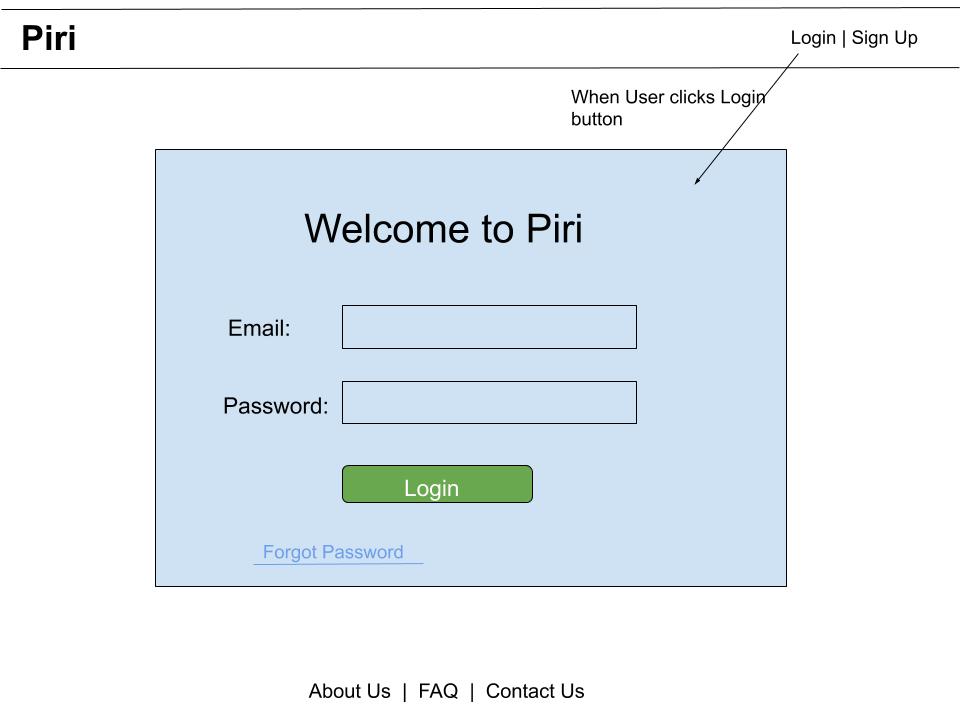 Piri
Login | Sign Up
When User clicks Login
button
Welcome to Piri
Email:
Password:
Login
Forgot Password
About Us | FAQ | Contact Us